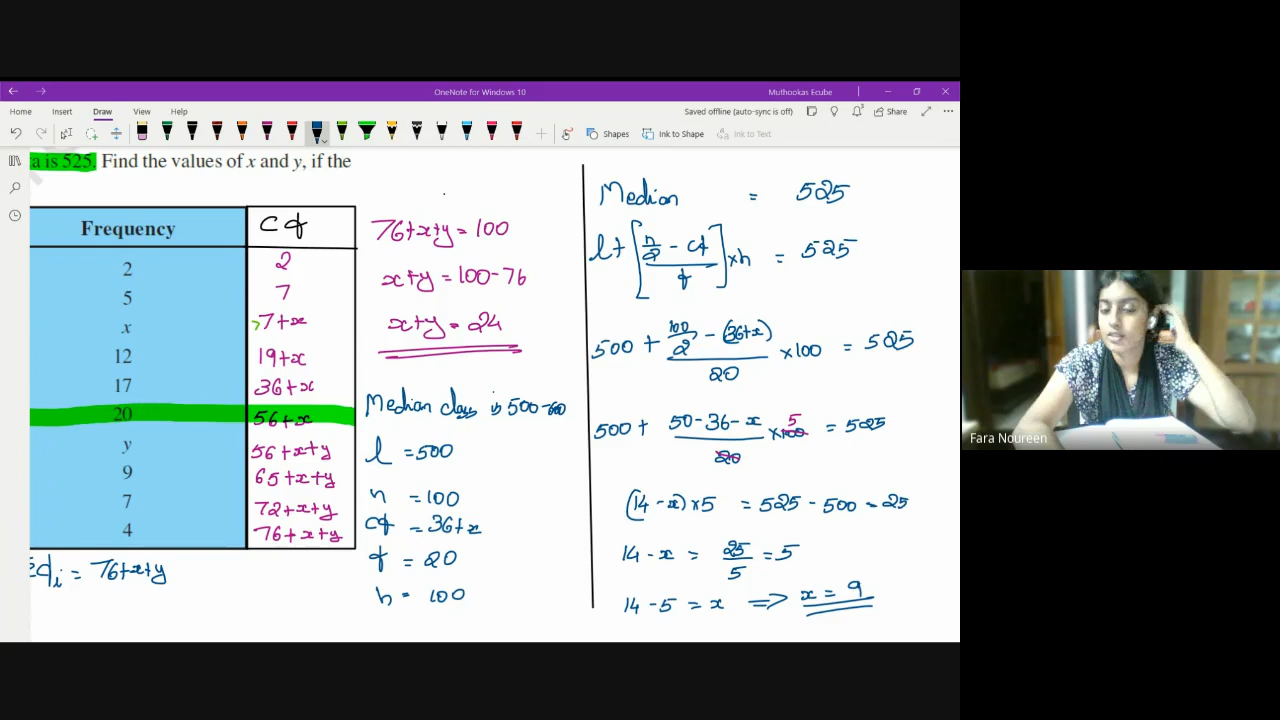 OneNote for Windows 10
Muthookas Ecube
Home Insert Draw View Help
Saved offline (auto-sync is off)
Share
Shapes Ink to Shape Ink to Text
a is 525. Find the values of x and y, if the
Frequency cf
2 2
5 7
x 7+x
12 19+x
17 36+x
20 56+x
y 56+x+y
9 65+x+y
7 72+x+y
4 76+x+y
Σfi = 76+x+y
76+x+y = 100
x+y = 100-76
x+y = 24
Median class is 500-600
l = 500
n = 100
cf = 36+x
f = 20
h = 100
Median = 525
l + [(n/2 - cf)/f] × h = 525
500 + (100/2 - (36+x))/20 × 100 = 525
500 + (50-36-x)/20 × 100 5 = 525
(14-x)×5 = 525-500 = 25
14-x = 25/5 = 5
14-5 = x ⇒ x = 9
Fara Noureen